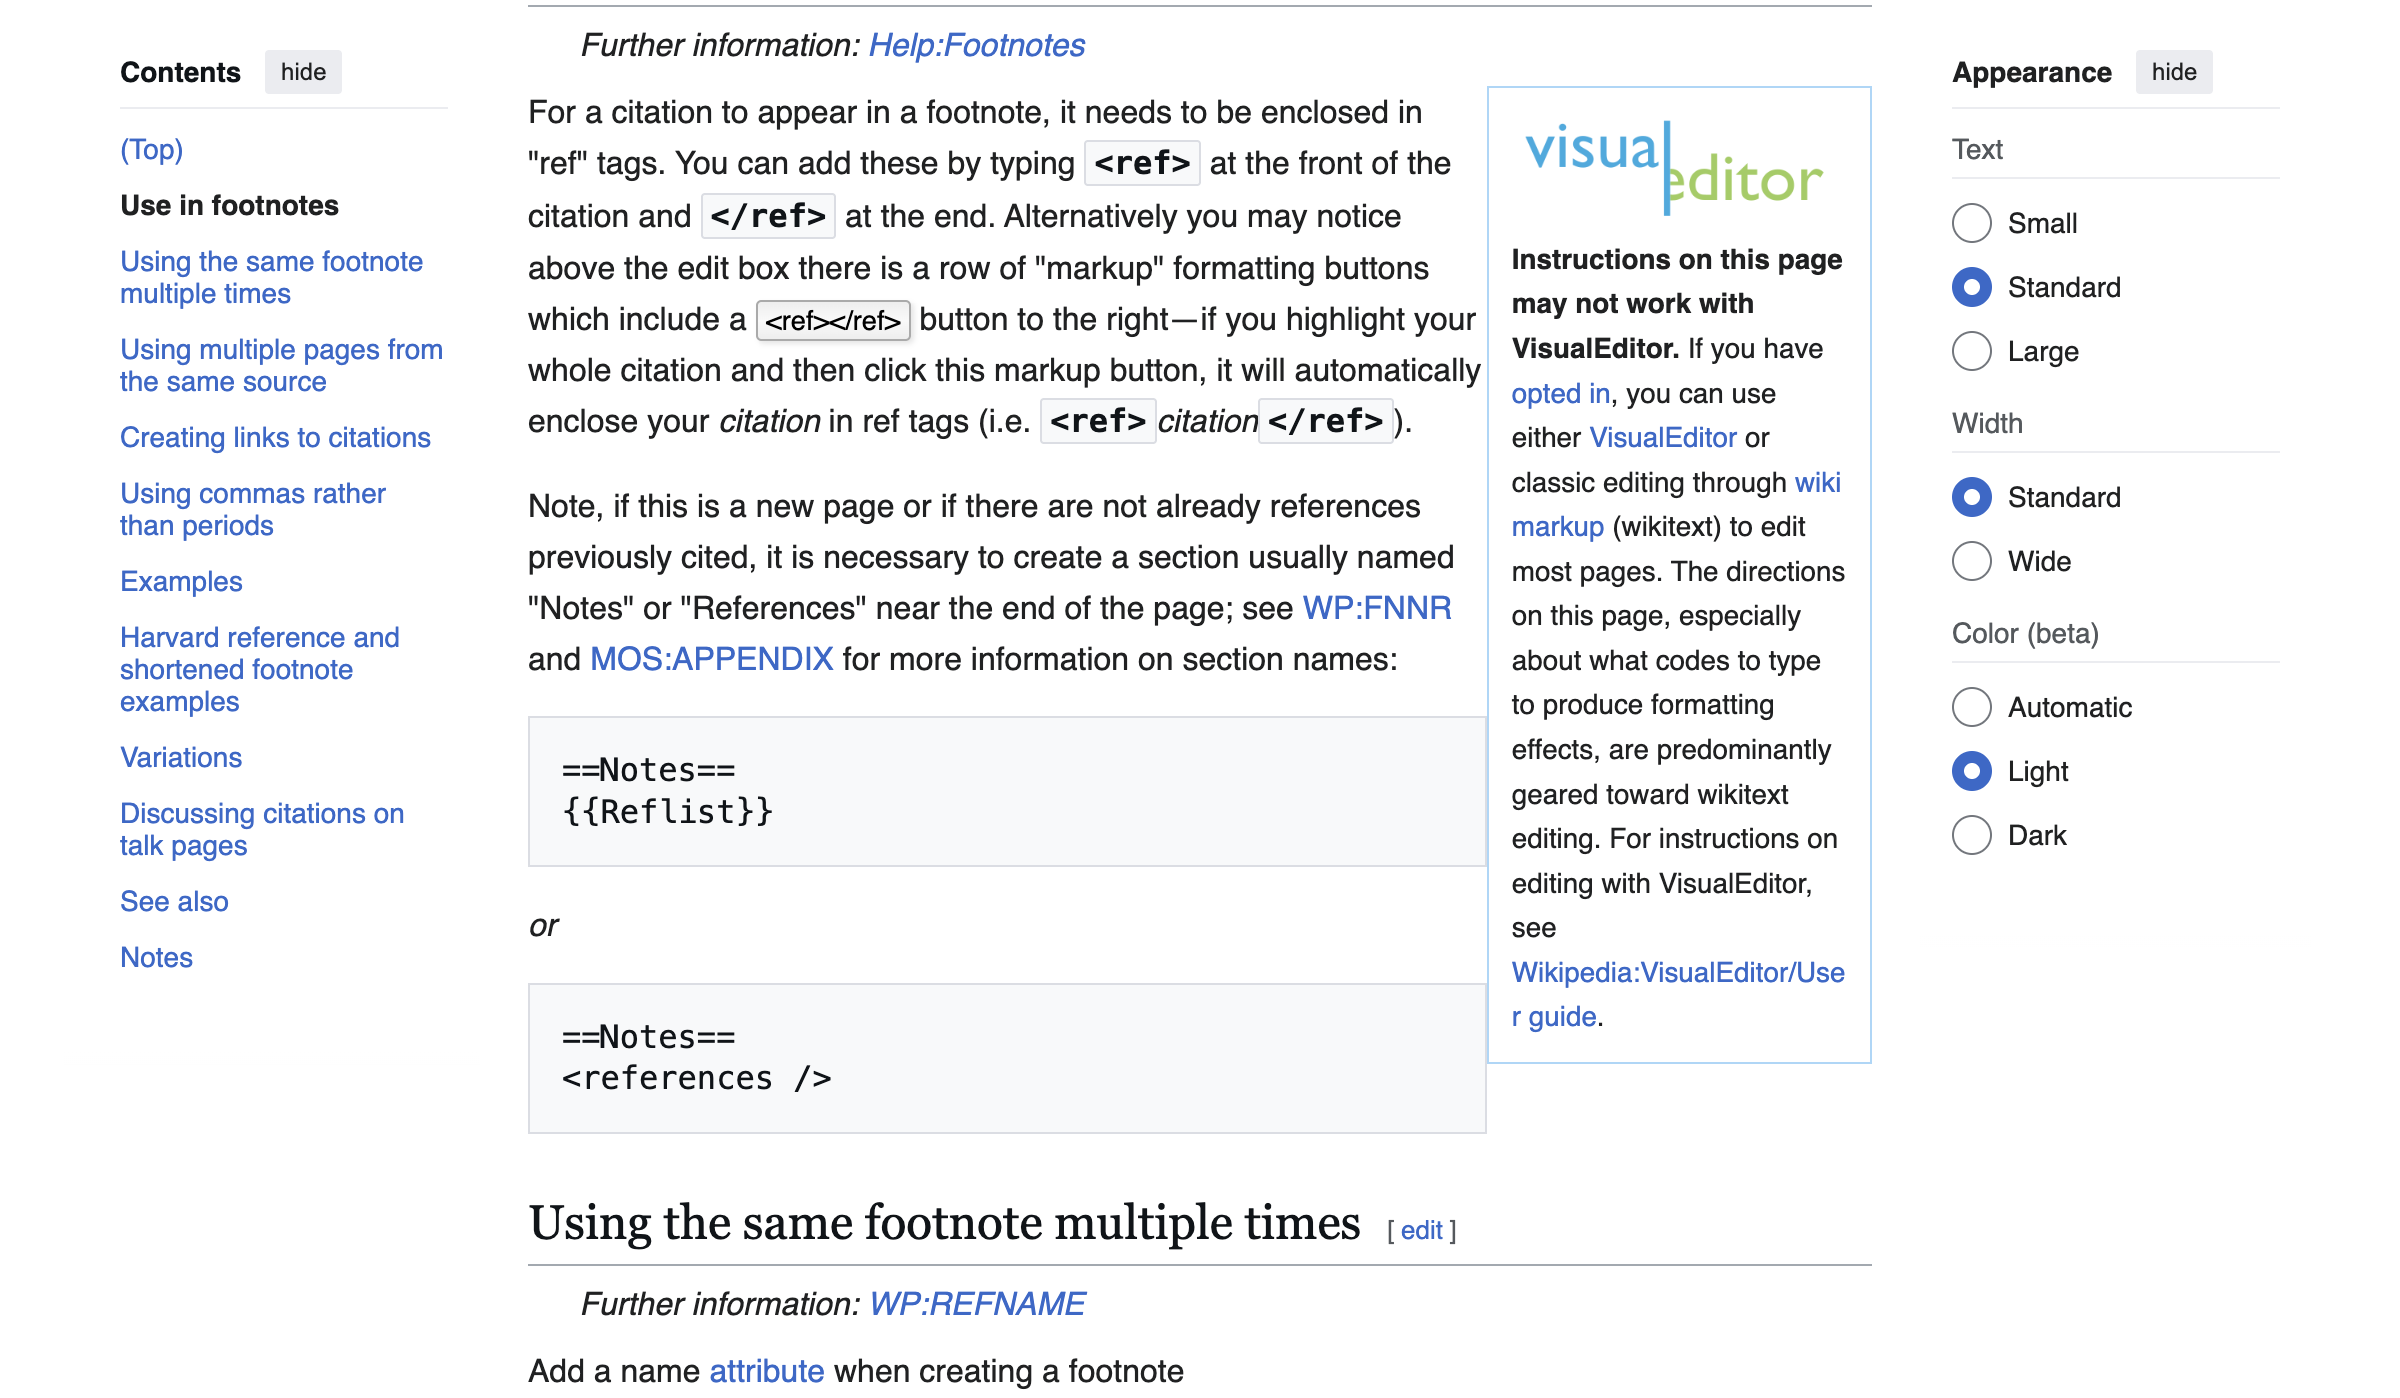 Contents hide
(Top)
Use in footnotes
Using the same footnote
multiple times
Using multiple pages from
the same source
Creating links to citations
Using commas rather
than periods
Examples
Harvard reference and
shortened footnote
examples
Variations
Discussing citations on
talk pages
See also
Notes
Further information: Help:Footnotes
For a citation to appear in a footnote, it needs to be enclosed in
"ref" tags. You can add these by typing <ref> at the front of the
citation and </ref> at the end. Alternatively you may notice
above the edit box there is a row of "markup" formatting buttons
which include a <ref></ref> button to the right—if you highlight your
whole citation and then click this markup button, it will automatically
enclose your citation in ref tags (i.e. <ref>citation</ref>).
Note, if this is a new page or if there are not already references
previously cited, it is necessary to create a section usually named
"Notes" or "References" near the end of the page; see WP:FNNR
and MOS:APPENDIX for more information on section names:
==Notes==
{{Reflist}}
or
==Notes==
<references />
visual
editor
Instructions on this page
may not work with
VisualEditor. If you have
opted in, you can use
either VisualEditor or
classic editing through wiki
markup (wikitext) to edit
most pages. The directions
on this page, especially
about what codes to type
to produce formatting
effects, are predominantly
geared toward wikitext
editing. For instructions on
editing with VisualEditor,
see
Wikipedia:VisualEditor/Use
r guide.
Using the same footnote multiple times [ edit ]
Further information: WP:REFNAME
Add a name attribute when creating a footnote
Appearance hide
Text
Small
Standard
Large
Width
Standard
Wide
Color (beta)
Automatic
Light
Dark